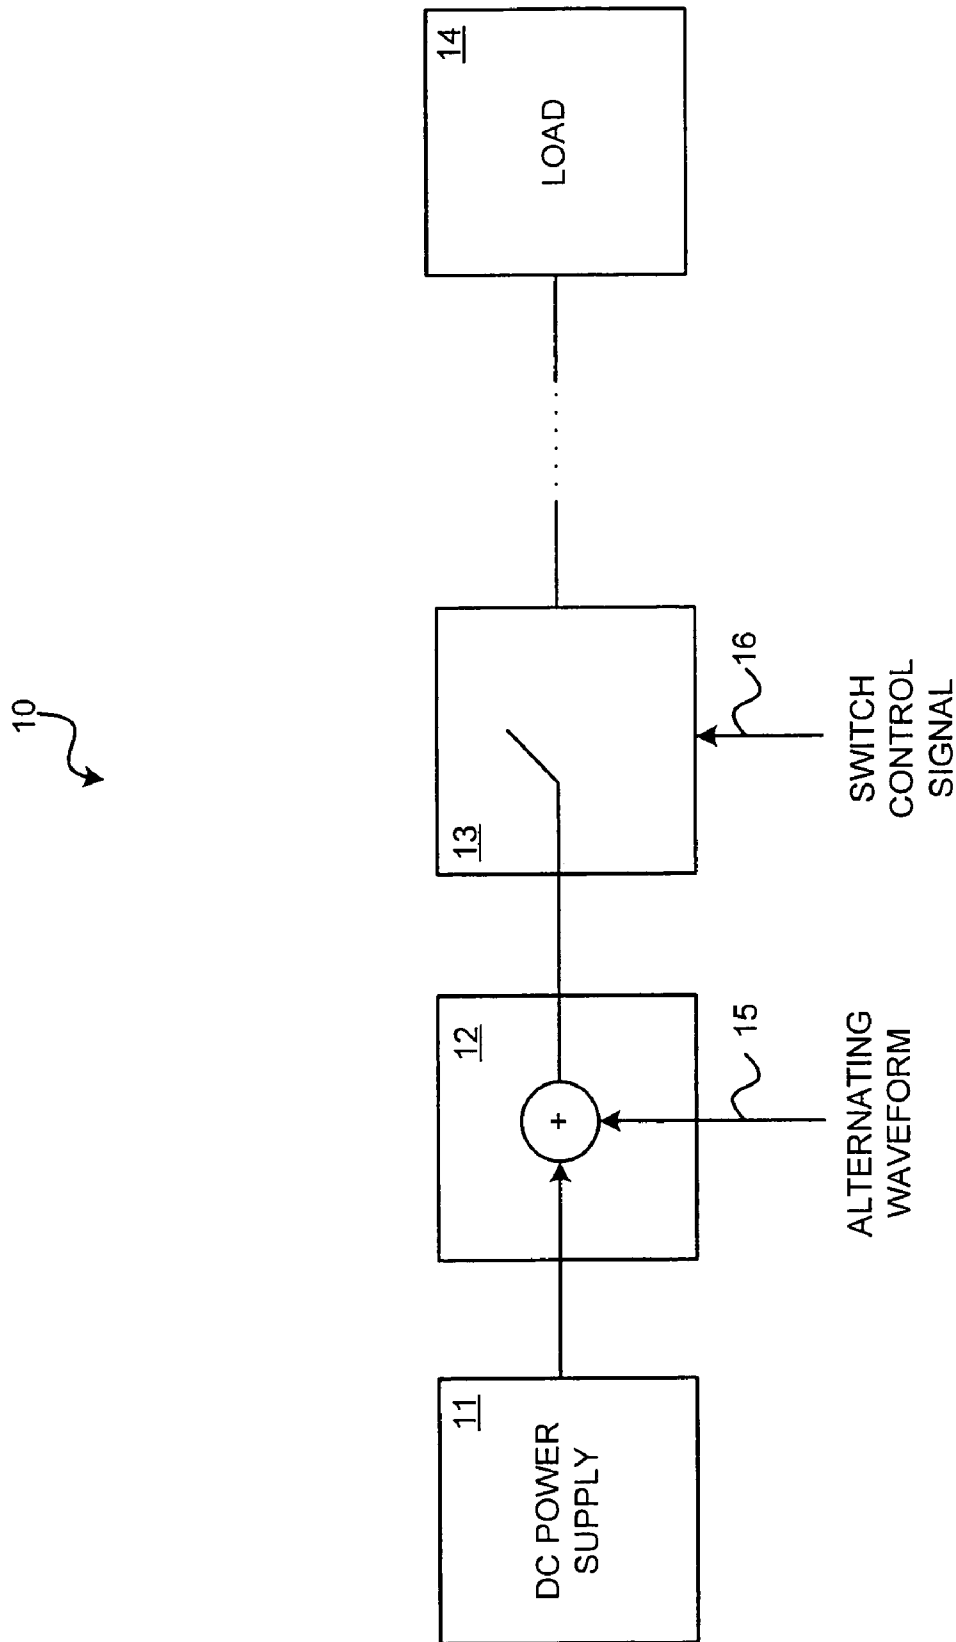 10
11
DC POWER
SUPPLY
12
+
15
ALTERNATING
WAVEFORM
13
16
SWITCH
CONTROL
SIGNAL
14
LOAD